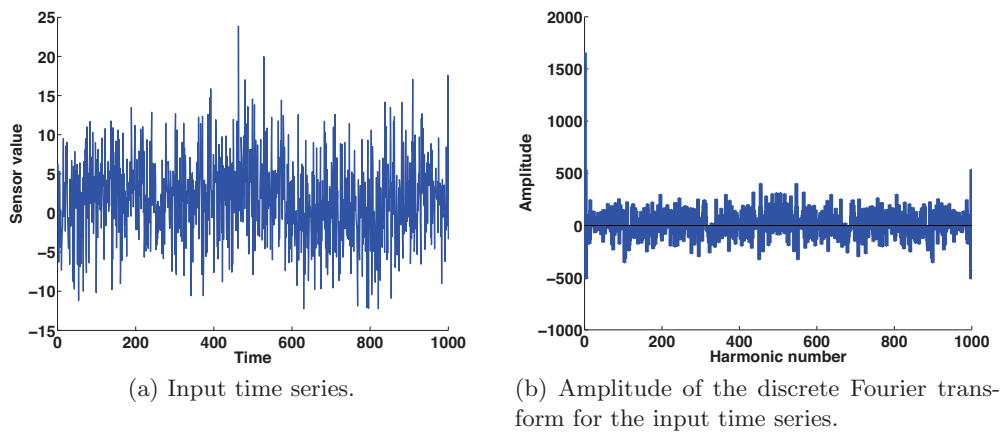 25
20
15
10
5
0
−5
−10
−15
Sensor value
0 200 400 600 800 1000
Time
(a) Input time series.
2000
1500
1000
500
0
−500
−1000
Amplitude
0 200 400 600 800 1000
Harmonic number
(b) Amplitude of the discrete Fourier trans-
form for the input time series.